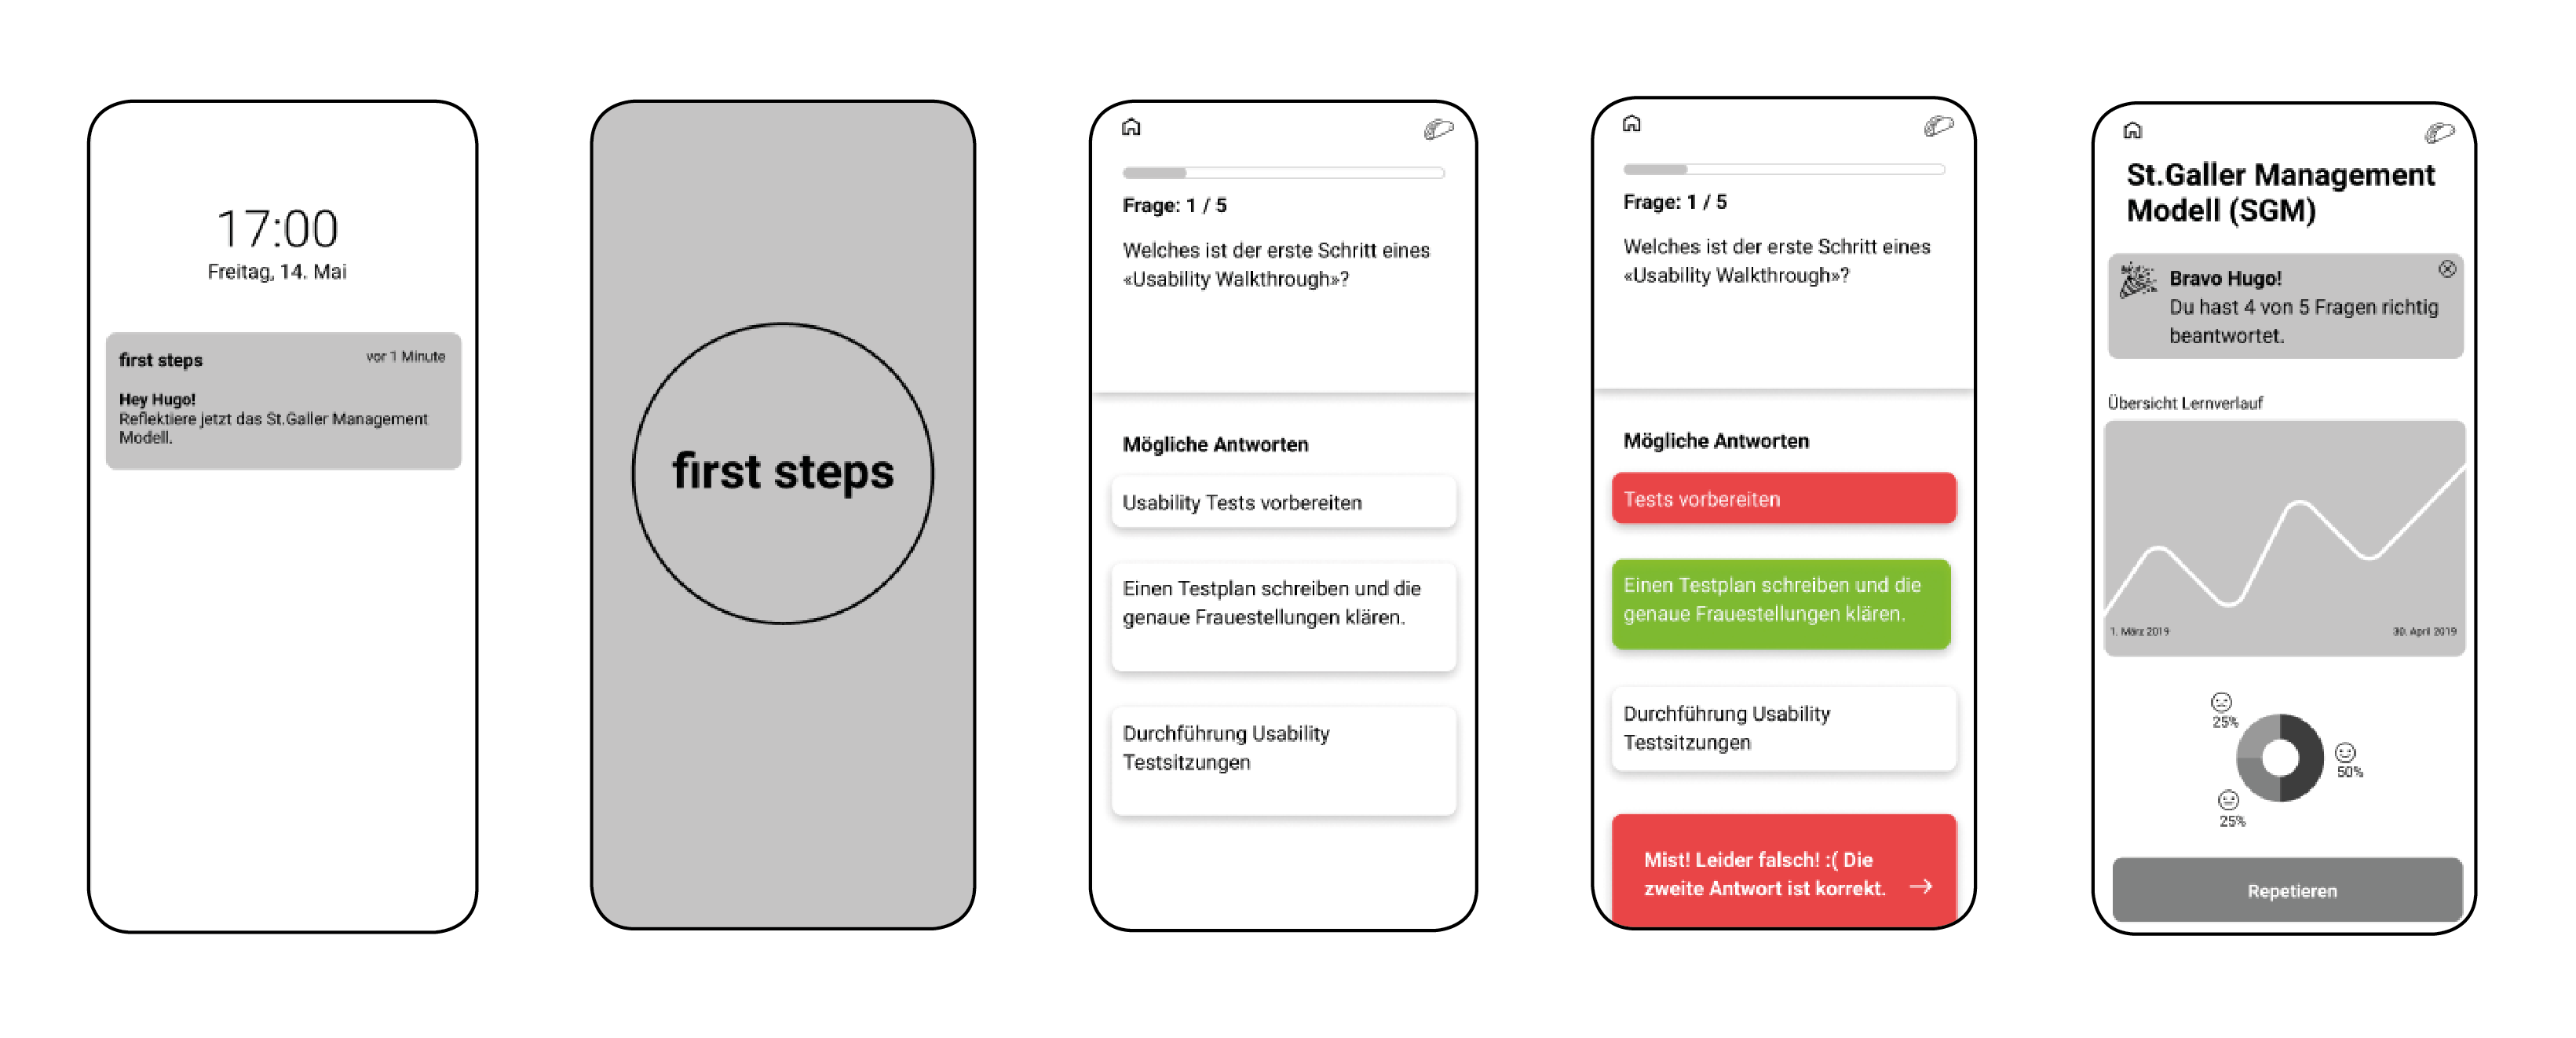 17:00
Freitag, 14. Mai
first steps
vor 1 Minute
Hey Hugo!
Reflektiere jetzt das St.Galler Management
Modell.
first steps
Frage: 1 / 5
Welches ist der erste Schritt eines
«Usability Walkthrough»?
Mögliche Antworten
Usability Tests vorbereiten
Einen Testplan schreiben und die
genaue Frauestellungen klären.
Durchführung Usability
Testsitzungen
Frage: 1 / 5
Welches ist der erste Schritt eines
«Usability Walkthrough»?
Mögliche Antworten
Tests vorbereiten
Einen Testplan schreiben und die
genaue Frauestellungen klären.
Durchführung Usability
Testsitzungen
Mist! Leider falsch! :( Die
zweite Antwort ist korrekt.
St.Galler Management
Modell (SGM)
Bravo Hugo!
Du hast 4 von 5 Fragen richtig
beantwortet.
Übersicht Lernverlauf
1. März 2019
30. April 2019
25%
50%
25%
Repetieren